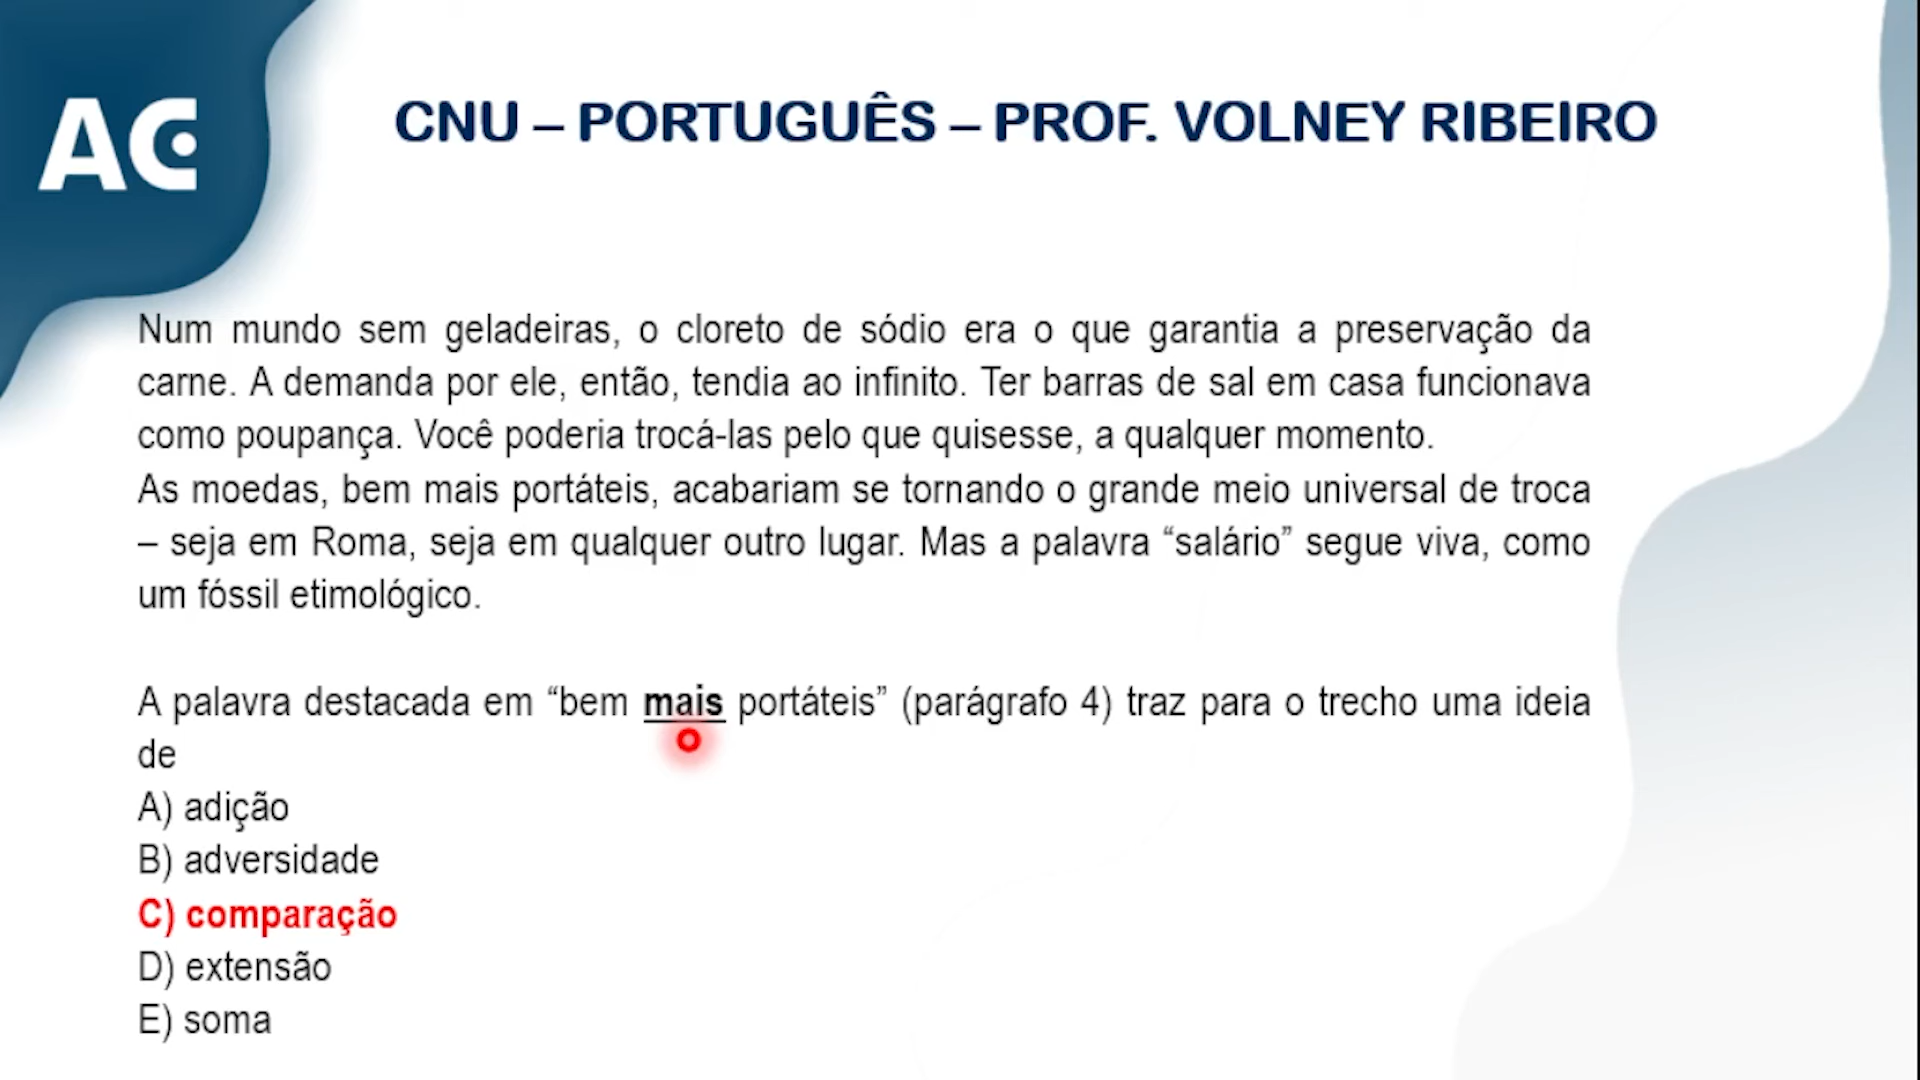 AC
CNU – PORTUGUÊS – PROF. VOLNEY RIBEIRO
Num mundo sem geladeiras, o cloreto de sódio era o que garantia a preservação da
carne. A demanda por ele, então, tendia ao infinito. Ter barras de sal em casa funcionava
como poupança. Você poderia trocá-las pelo que quisesse, a qualquer momento.
As moedas, bem mais portáteis, acabariam se tornando o grande meio universal de troca
– seja em Roma, seja em qualquer outro lugar. Mas a palavra “salário” segue viva, como
um fóssil etimológico.
A palavra destacada em “bem mais portáteis” (parágrafo 4) traz para o trecho uma ideia
de
A) adição
B) adversidade
C) comparação
D) extensão
E) soma